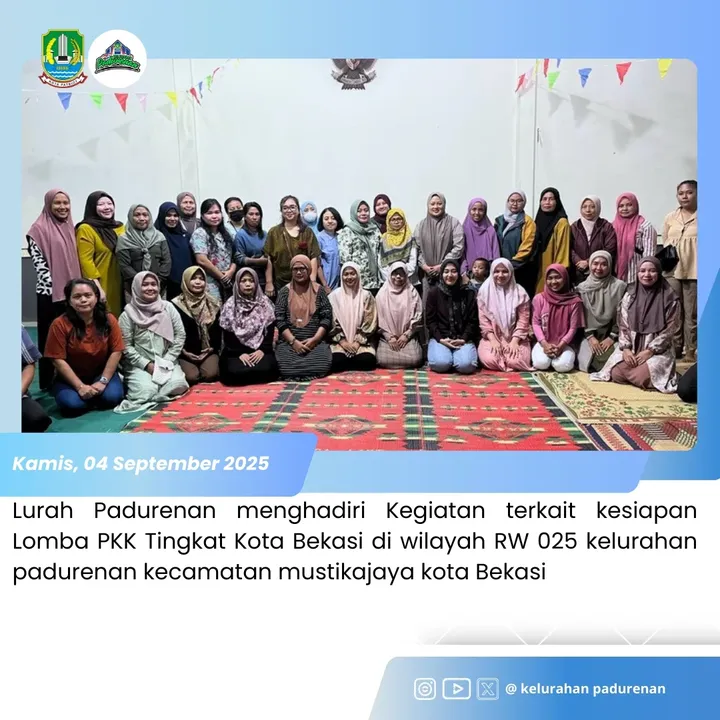 Kamis, 04 September 2025
Lurah Padurenan menghadiri Kegiatan terkait kesiapan
Lomba PKK Tingkat Kota Bekasi di wilayah RW 025 kelurahan
padurenan kecamatan mustikajaya kota Bekasi
@ kelurahan padurenan